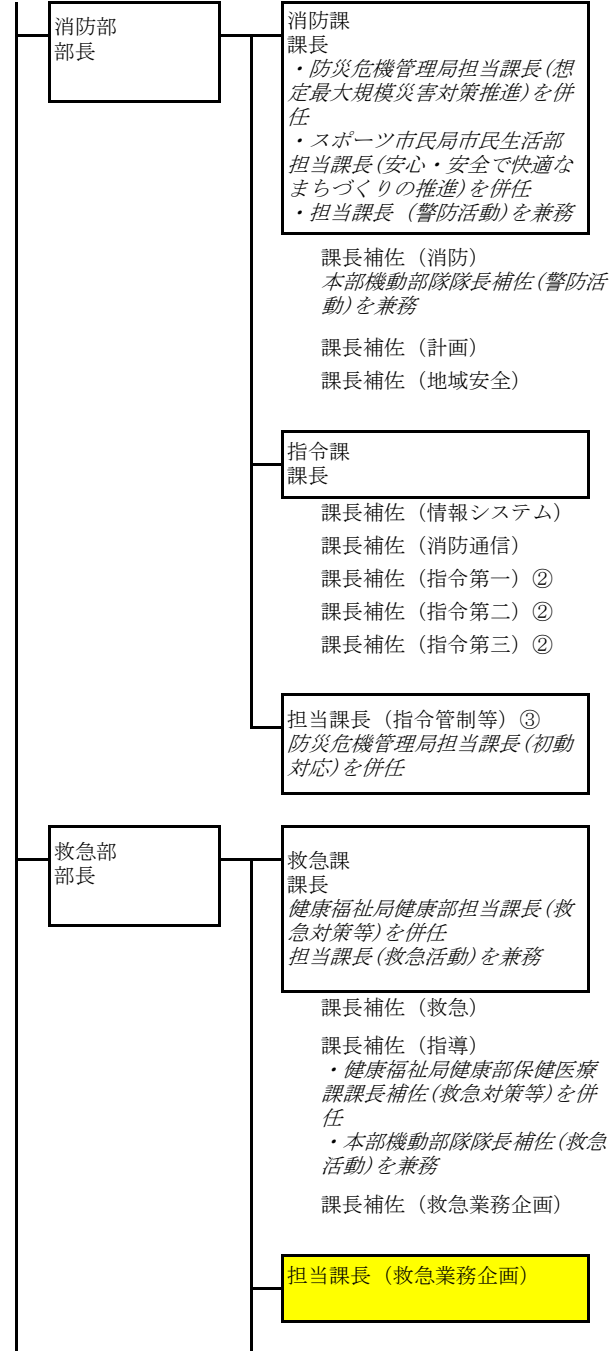 消防部
部長
消防課
課長
・防災危機管理局担当課長(想
定最大規模災害対策推進)を併
任
・スポーツ市民局市民生活部
担当課長(安心・安全で快適な
まちづくりの推進)を併任
・担当課長（警防活動)を兼務
課長補佐（消防）
本部機動部隊隊長補佐(警防活
動)を兼務
課長補佐（計画）
課長補佐（地域安全）
指令課
課長
課長補佐（情報システム）
課長補佐（消防通信）
課長補佐（指令第一）②
課長補佐（指令第二）②
課長補佐（指令第三）②
担当課長（指令管制等）③
防災危機管理局担当課長(初動
対応)を併任
救急部
部長
救急課
課長
健康福祉局健康部担当課長(救
急対策等)を併任
担当課長(救急活動)を兼務
課長補佐（救急）
課長補佐（指導）
・健康福祉局健康部保健医療
課課長補佐(救急対策等)を併
任
・本部機動部隊隊長補佐(救急
活動)を兼務
課長補佐（救急業務企画）
担当課長（救急業務企画）